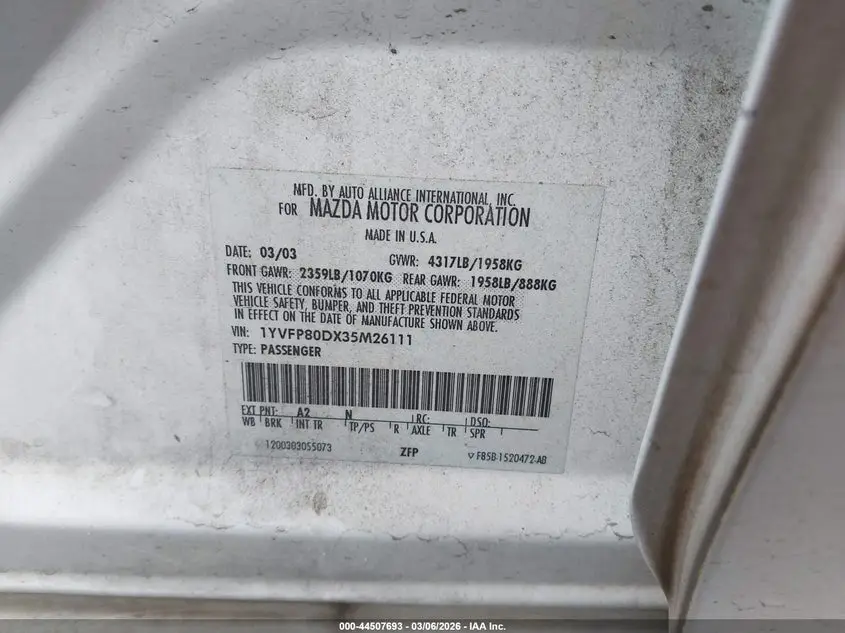 MFD. BY AUTO ALLIANCE INTERNATIONAL, INC.
FOR MAZDA MOTOR CORPORATION
MADE IN U.S.A.
DATE: 03/03 GVWR: 4317LB/1958KG
FRONT GAWR: 2359LB/1070KG REAR GAWR: 1958LB/888KG
THIS VEHICLE CONFORMS TO ALL APPLICABLE FEDERAL MOTOR
VEHICLE SAFETY, BUMPER, AND THEFT PREVENTION STANDARDS
IN EFFECT ON THE DATE OF MANUFACTURE SHOWN ABOVE.
VIN: 1YVFP80DX35M26111
TYPE: PASSENGER
EXT PNT: A2 N RC: DSO:
WB BRK INT TR TP/PS R AXLE TR SPR
1200303055073 ZFP F85B-1520472-AB
000-44507693 - 03/06/2026 - IAA Inc.